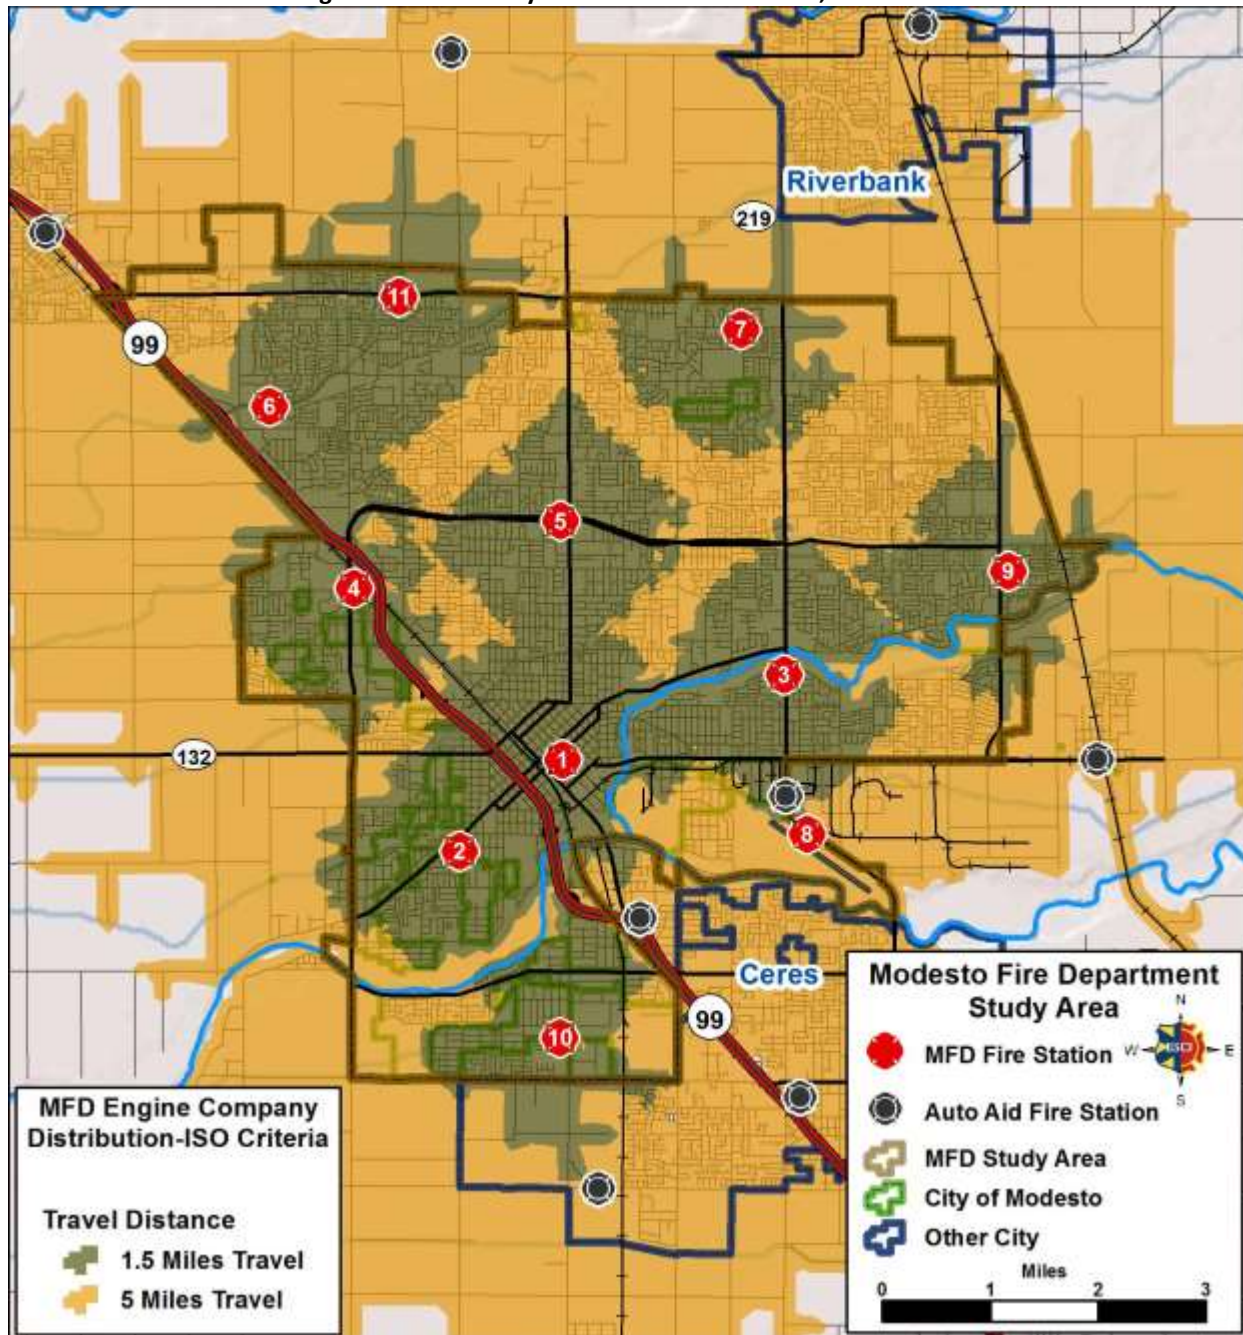 Riverbank
219
11
7
99
6
5
4
9
3
132
1
8
2
Ceres
99
10
Modesto Fire Department
Study Area
MFD Fire Station
N
W
E
S
Auto Aid Fire Station
MFD Study Area
City of Modesto
Other City
Miles
0 1 2 3
MFD Engine Company
Distribution-ISO Criteria
Travel Distance
1.5 Miles Travel
5 Miles Travel